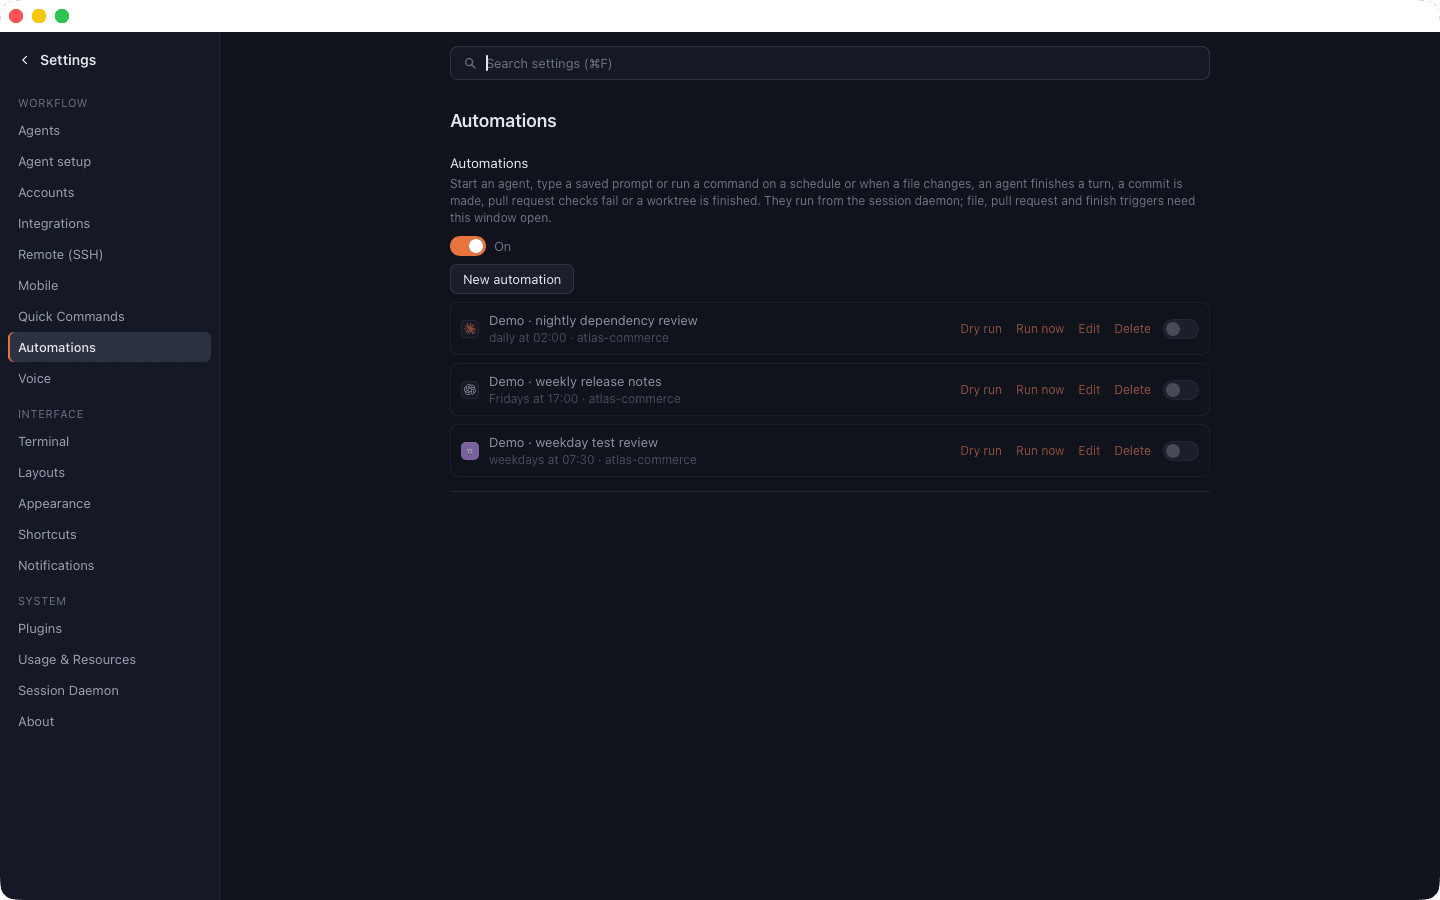 Settings
WORKFLOW
Agents
Agent setup
Accounts
Integrations
Remote (SSH)
Mobile
Quick Commands
Automations
Voice
INTERFACE
Terminal
Layouts
Appearance
Shortcuts
Notifications
SYSTEM
Plugins
Usage & Resources
Session Daemon
About
Search settings (⌘F)
Automations
Automations
Start an agent, type a saved prompt or run a command on a schedule or when a file changes, an agent finishes a turn, a commit is
made, pull request checks fail or a worktree is finished. They run from the session daemon; file, pull request and finish triggers need
this window open.
On
New automation
Demo · nightly dependency review
daily at 02:00 · atlas-commerce
Dry run Run now Edit Delete
Demo · weekly release notes
Fridays at 17:00 · atlas-commerce
Dry run Run now Edit Delete
π
Demo · weekday test review
weekdays at 07:30 · atlas-commerce
Dry run Run now Edit Delete